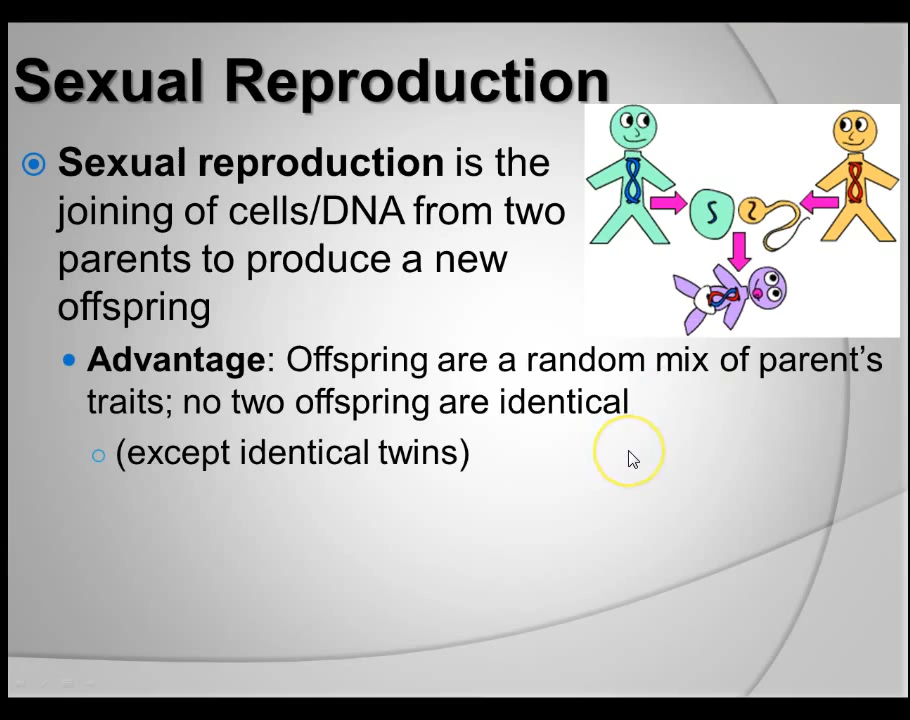 Sexual Reproduction
Sexual reproduction is the
joining of cells/DNA from two
parents to produce a new
offspring
Advantage: Offspring are a random mix of parent's
traits; no two offspring are identical
(except identical twins)